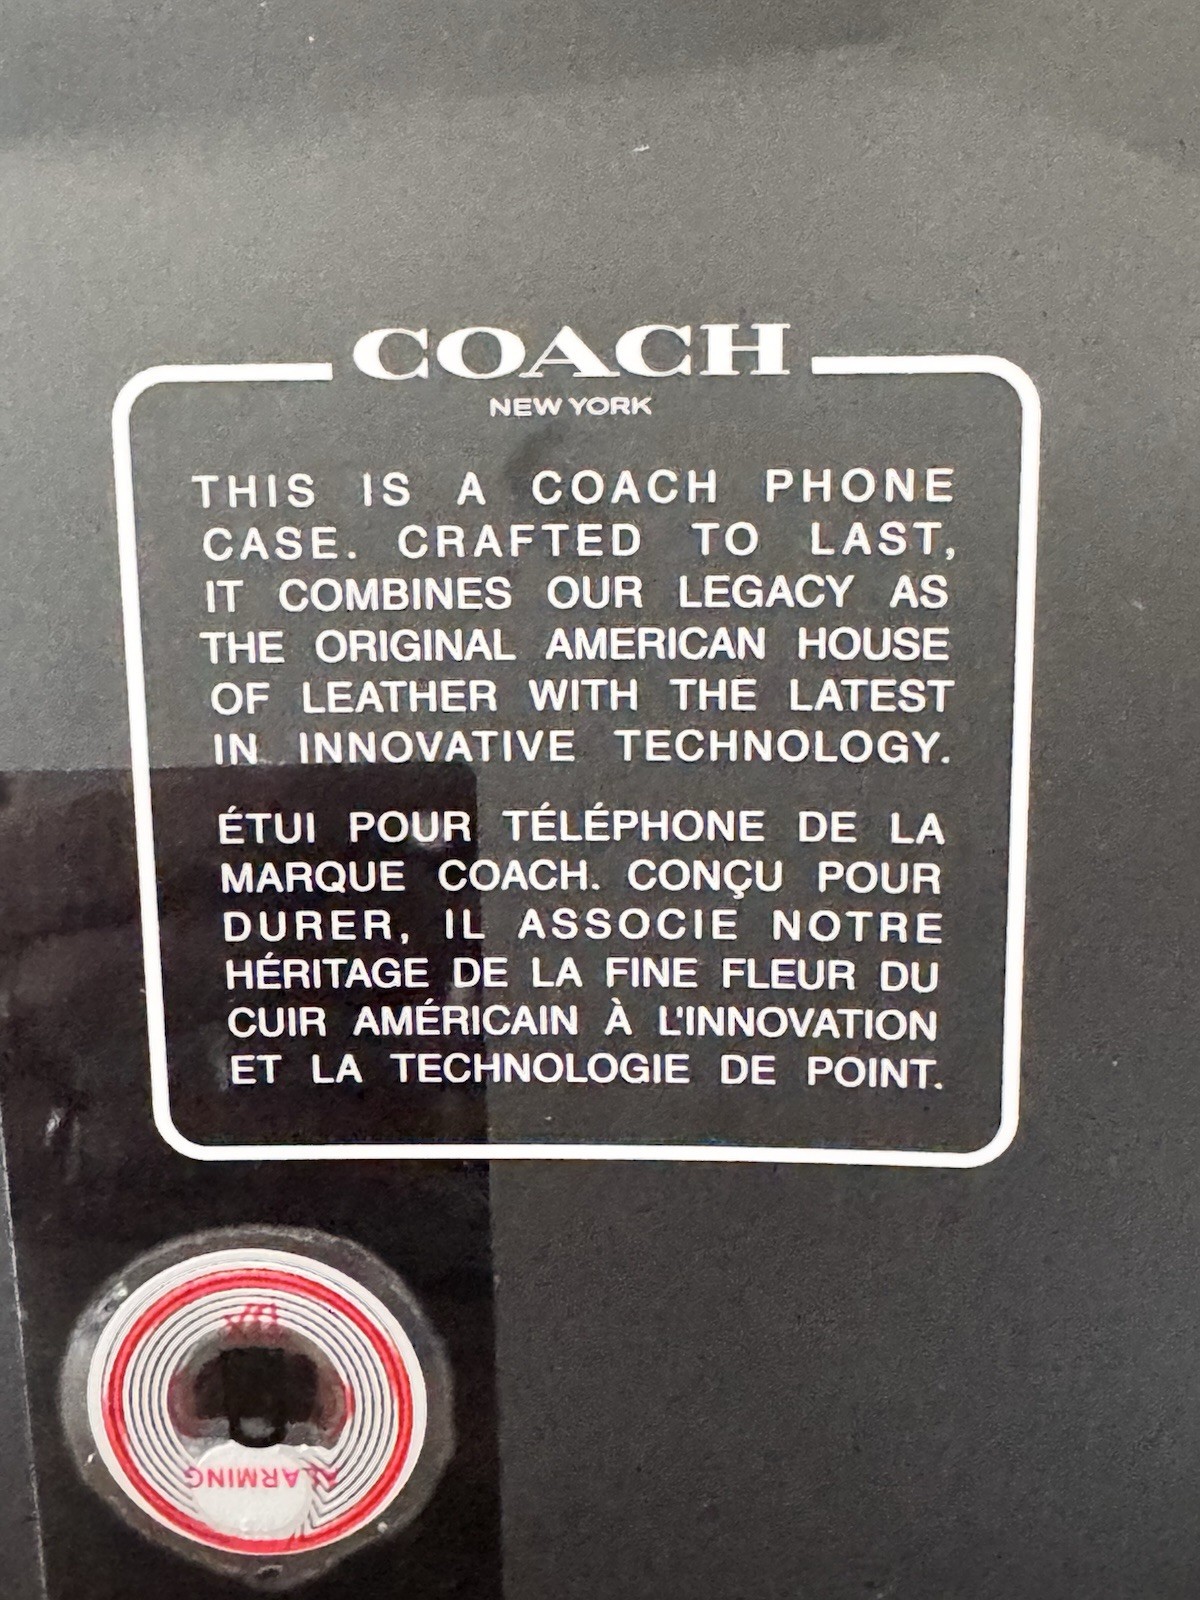 COACH
NEW YORK
THIS IS A COACH PHONE
CASE. CRAFTED TO LAST,
IT COMBINES OUR LEGACY AS
THE ORIGINAL AMERICAN HOUSE
OF LEATHER WITH THE LATEST
IN INNOVATIVE TECHNOLOGY.
ÉTUI POUR TÉLÉPHONE DE LA
MARQUE COACH. CONÇU POUR
DURER, IL ASSOCIE NOTRE
HÉRITAGE DE LA FINE FLEUR DU
CUIR AMÉRICAIN À L'INNOVATION
ET LA TECHNOLOGIE DE POINT.
ALARMING